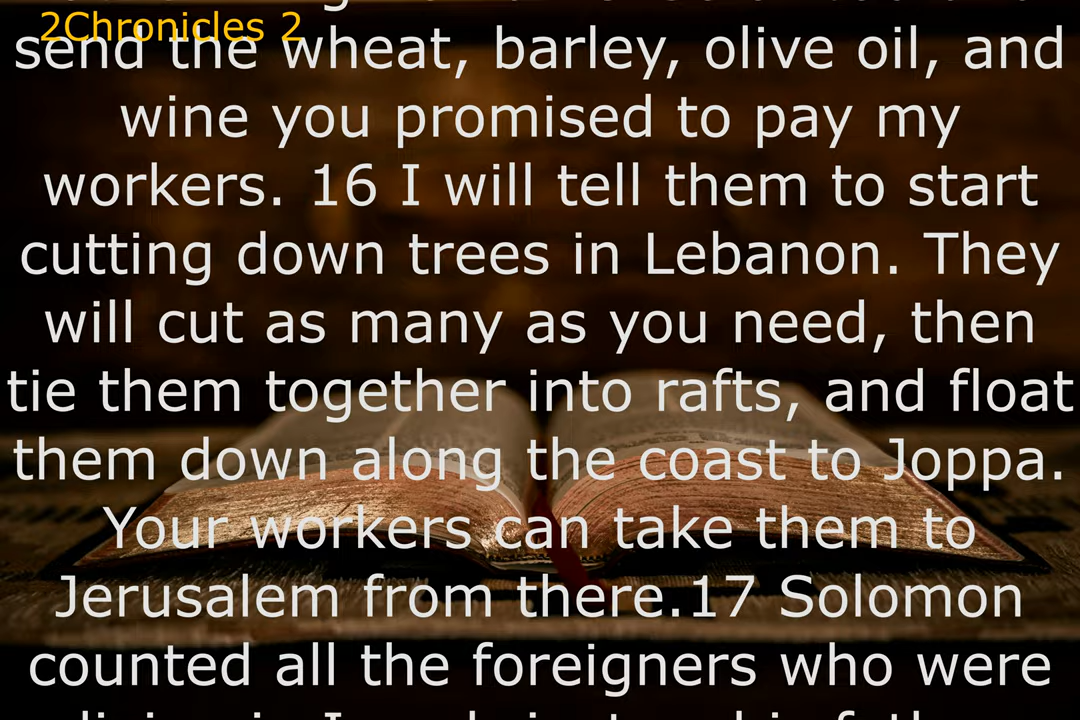 2Chronicles 2
send the wheat, barley, olive oil, and
wine you promised to pay my
workers. 16 I will tell them to start
cutting down trees in Lebanon. They
will cut as many as you need, then
tie them together into rafts, and float
them down along the coast to Joppa.
Your workers can take them to
Jerusalem from there.17 Solomon
counted all the foreigners who were